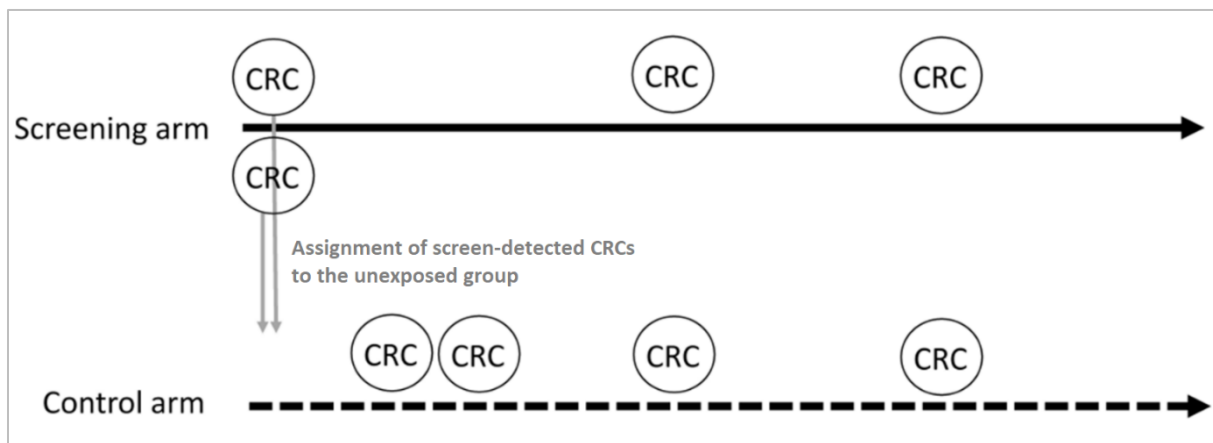 CRC CRC CRC
Screening arm
CRC
Assignment of screen-detected CRCs
to the unexposed group
CRC CRC CRC CRC
Control arm